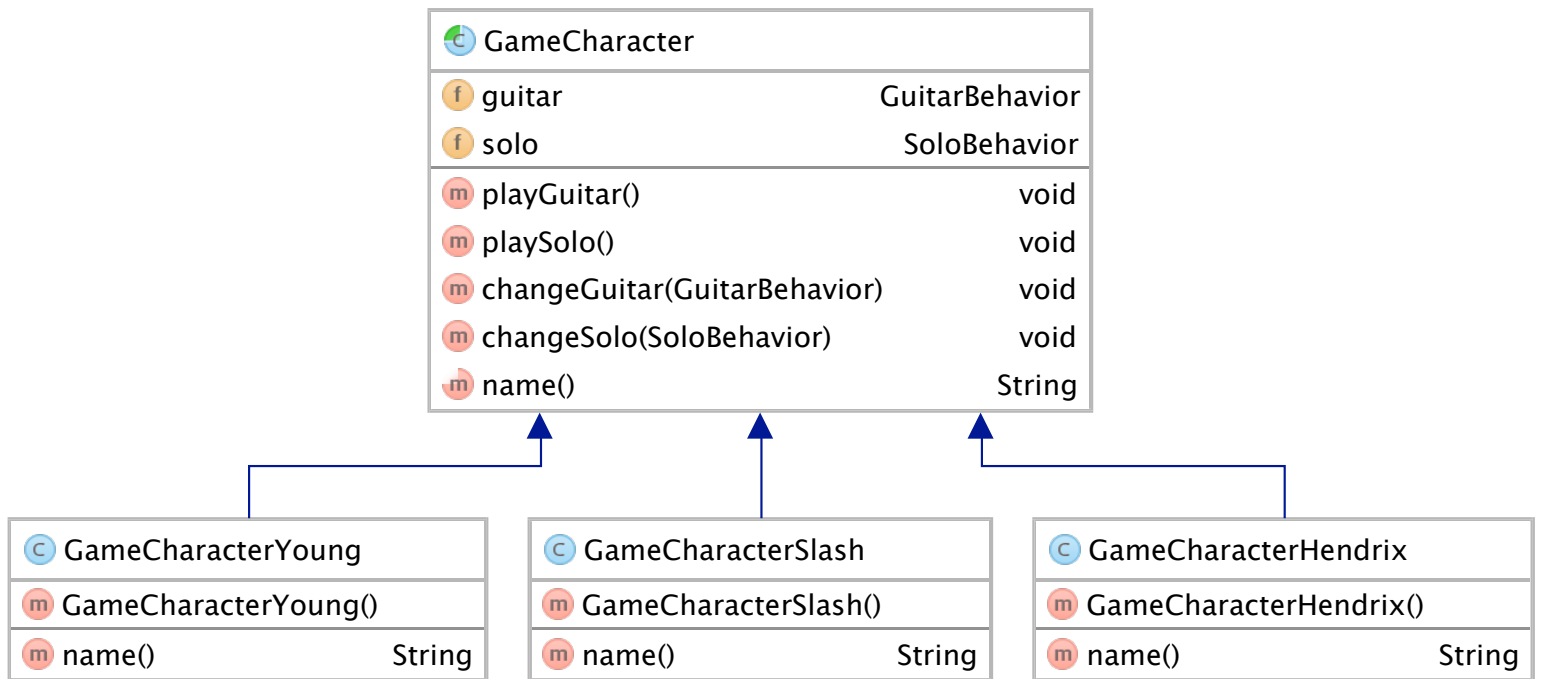 C GameCharacter
f guitar GuitarBehavior
f solo SoloBehavior
m playGuitar() void
m playSolo() void
m changeGuitar(GuitarBehavior) void
m changeSolo(SoloBehavior) void
m name() String
C GameCharacterYoung
m GameCharacterYoung()
m name() String
C GameCharacterSlash
m GameCharacterSlash()
m name() String
C GameCharacterHendrix
m GameCharacterHendrix()
m name() String